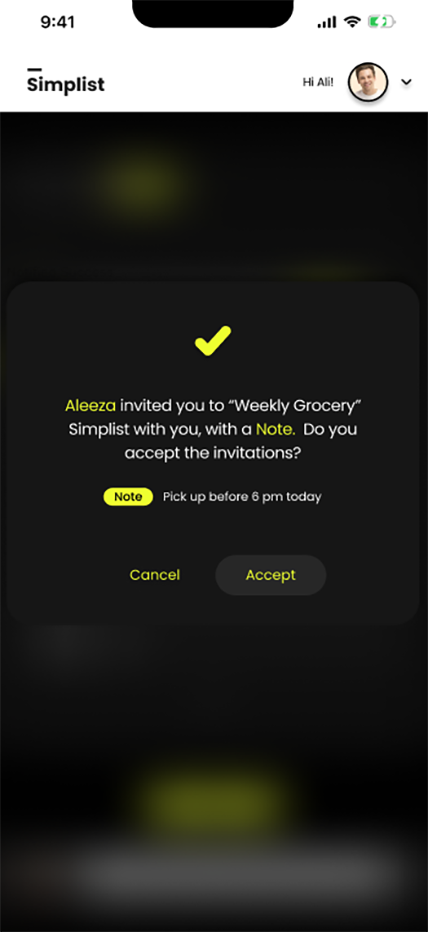 9:41
Simplist
Hi Ali!
Aleeza invited you to “Weekly Grocery”
Simplist with you, with a Note. Do you
accept the invitations?
Note Pick up before 6 pm today
Cancel Accept